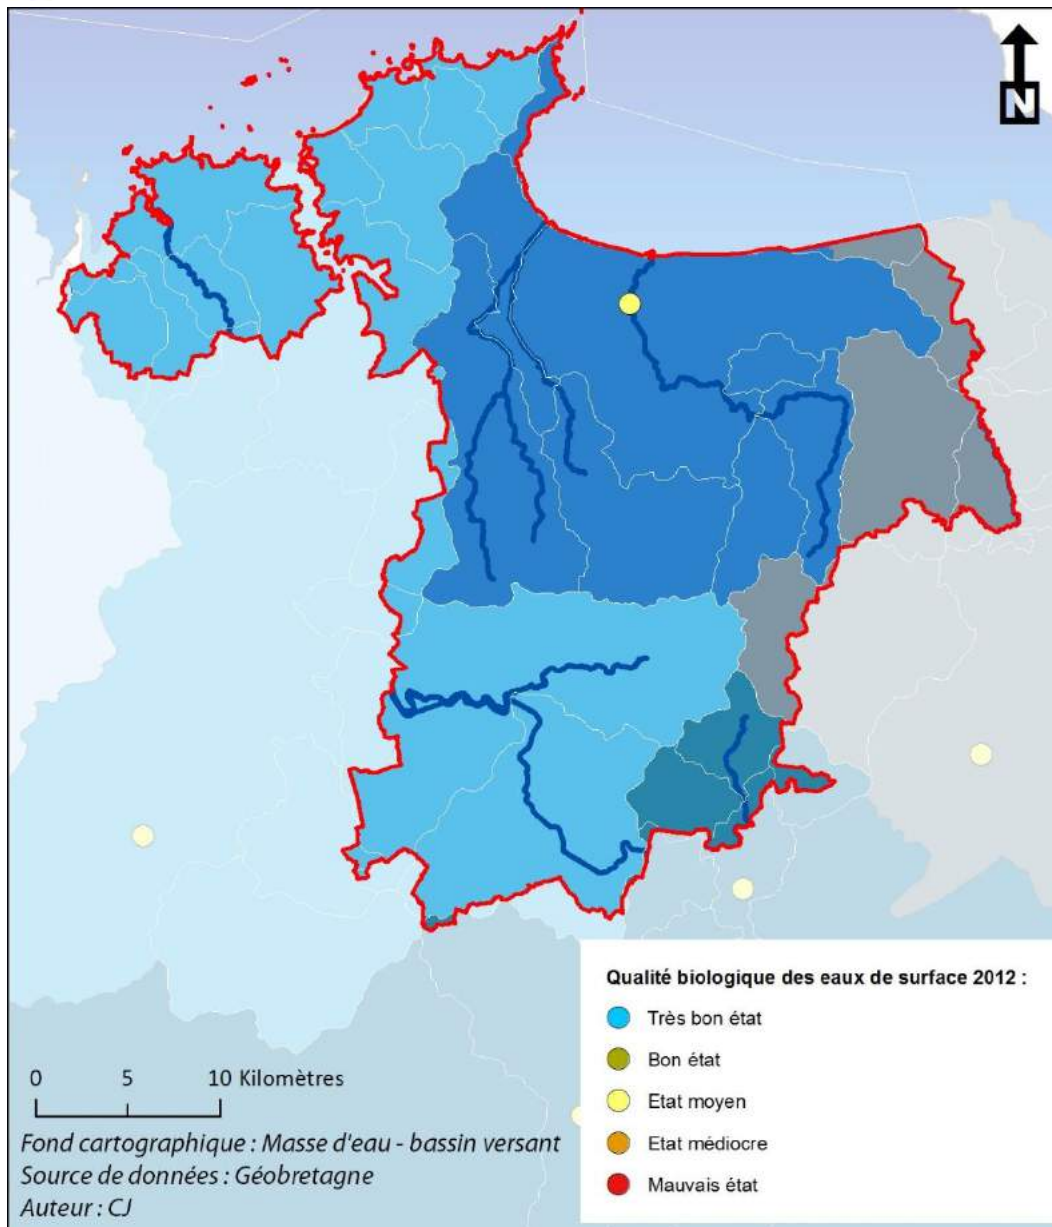 N
Qualité biologique des eaux de surface 2012 :
Très bon état
Bon état
Etat moyen
Etat médiocre
Mauvais état
0 5 10 Kilomètres
Fond cartographique : Masse d'eau - bassin versant
Source de données : Géobretagne
Auteur : CJ